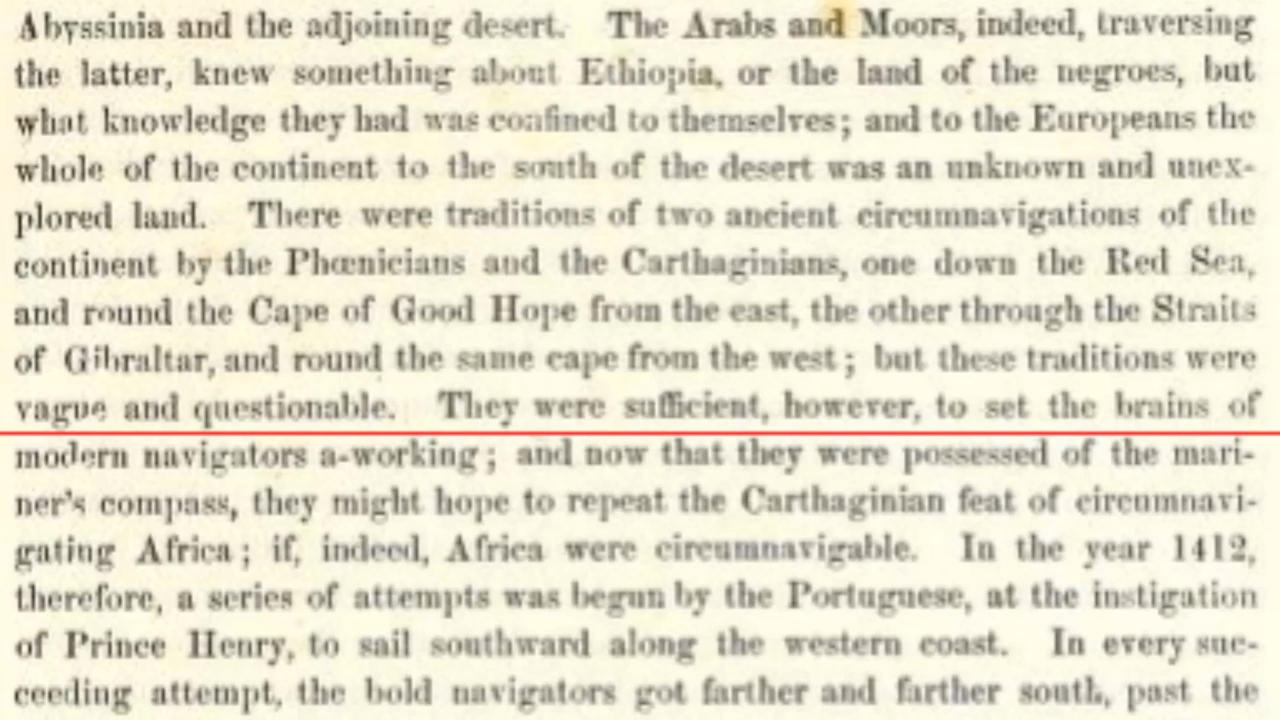 Abyssinia and the adjoining desert. The Arabs and Moors, indeed, traversing
the latter, knew something about Ethiopia, or the land of the negroes, but
what knowledge they had was confined to themselves; and to the Europeans the
whole of the continent to the south of the desert was an unknown and unex-
plored land. There were traditions of two ancient circumnavigations of the
continent by the Phœnicians and the Carthaginians, one down the Red Sea,
and round the Cape of Good Hope from the east, the other through the Straits
of Gibraltar, and round the same cape from the west; but these traditions were
vague and questionable. They were sufficient, however, to set the brains of
modern navigators a-working; and now that they were possessed of the mari-
ner's compass, they might hope to repeat the Carthaginian feat of circumnavi-
gating Africa; if, indeed, Africa were circumnavigable. In the year 1412,
therefore, a series of attempts was begun by the Portuguese, at the instigation
of Prince Henry, to sail southward along the western coast. In every suc-
ceeding attempt, the bold navigators got farther and farther south, past the